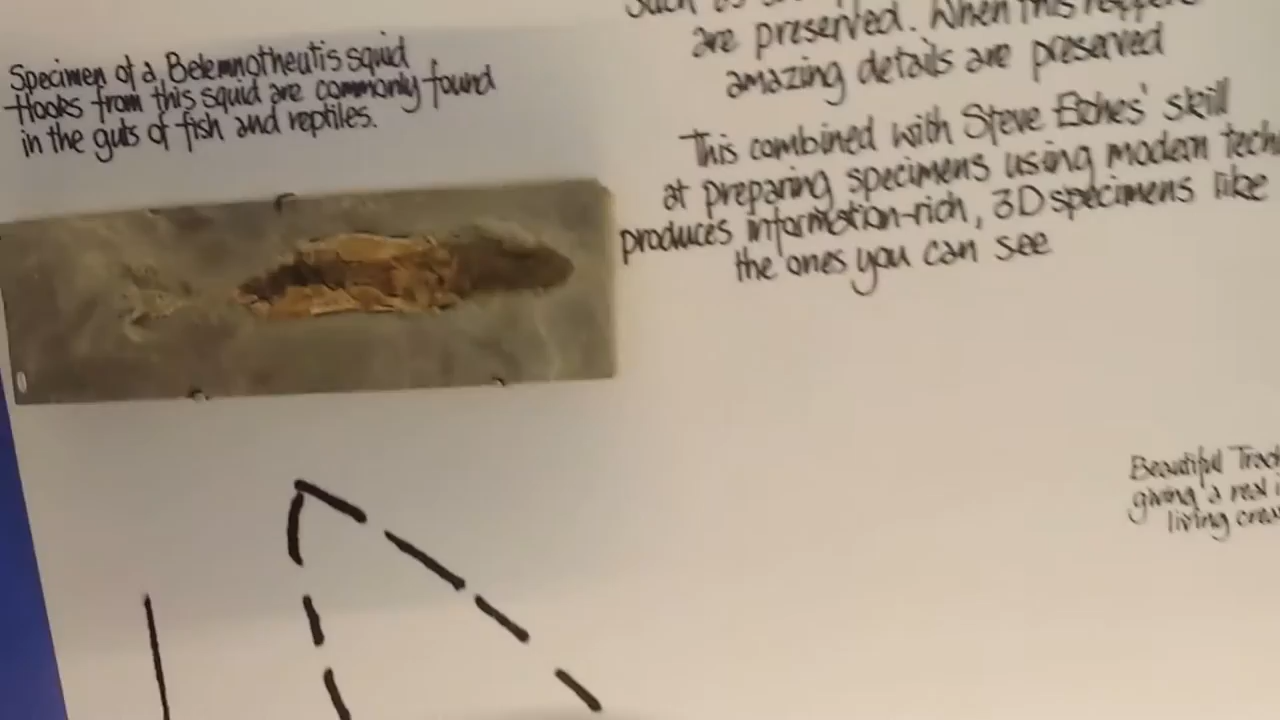 Specimen of a Belemnotheutis squid
Hooks from this squid are commonly found
in the guts of fish and reptiles.
are preserved. When this
amazing details are preserved
This combined with Steve Etches' skill
at preparing specimens using modern
produces information-rich, 3D specimens like
the ones you can see
Beautiful
giving a real
living